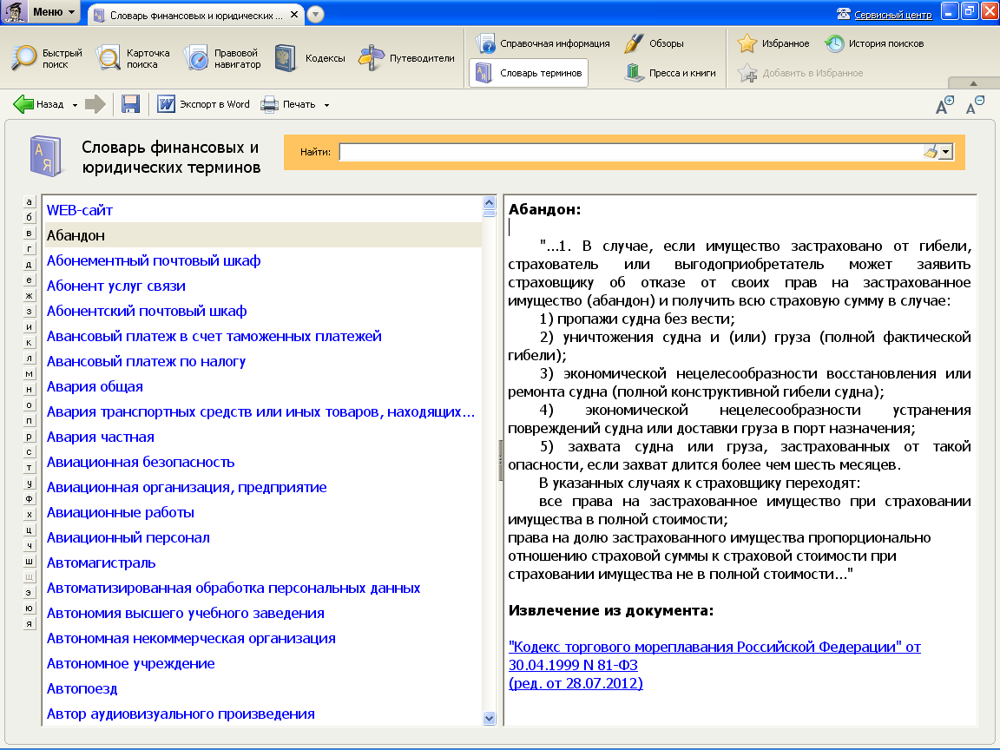 Меню
Словарь финансовых и юридических ...
Сервисный центр
Быстрый
поиск
Карточка
поиска
Правовой
навигатор
Кодексы
Путеводители
Справочная информация
Словарь терминов
Обзоры
Пресса и книги
Избранное
Добавить в Избранное
История поисков
Назад
Экспорт в Word
Печать
Словарь финансовых и
юридических терминов
Найти:
а
б
в
г
д
е
ж
з
и
к
л
м
н
о
п
р
с
т
у
ф
х
ц
ч
ш
щ
э
ю
я
WEB-сайт
Абандон
Абонементный почтовый шкаф
Абонент услуг связи
Абонентский почтовый шкаф
Авансовый платеж в счет таможенных платежей
Авансовый платеж по налогу
Авария общая
Авария транспортных средств или иных товаров, находящих...
Авария частная
Авиационная безопасность
Авиационная организация, предприятие
Авиационные работы
Авиационный персонал
Автомагистраль
Автоматизированная обработка персональных данных
Автономия высшего учебного заведения
Автономная некоммерческая организация
Автономное учреждение
Автопоезд
Автор аудиовизуального произведения
Абандон:
"...1. В случае, если имущество застраховано от гибели,
страхователь или выгодоприобретатель может заявить
страховщику об отказе от своих прав на застрахованное
имущество (абандон) и получить всю страховую сумму в случае:
1) пропажи судна без вести;
2) уничтожения судна и (или) груза (полной фактической
гибели);
3) экономической нецелесообразности восстановления или
ремонта судна (полной конструктивной гибели судна);
4) экономической нецелесообразности устранения
повреждений судна или доставки груза в порт назначения;
5) захвата судна или груза, застрахованных от такой
опасности, если захват длится более чем шесть месяцев.
В указанных случаях к страховщику переходят:
все права на застрахованное имущество при страховании
имущества в полной стоимости;
права на долю застрахованного имущества пропорционально
отношению страховой суммы к страховой стоимости при
страховании имущества не в полной стоимости..."
Извлечение из документа:
"Кодекс торгового мореплавания Российской Федерации" от
30.04.1999 N 81-ФЗ
(ред. от 28.07.2012)